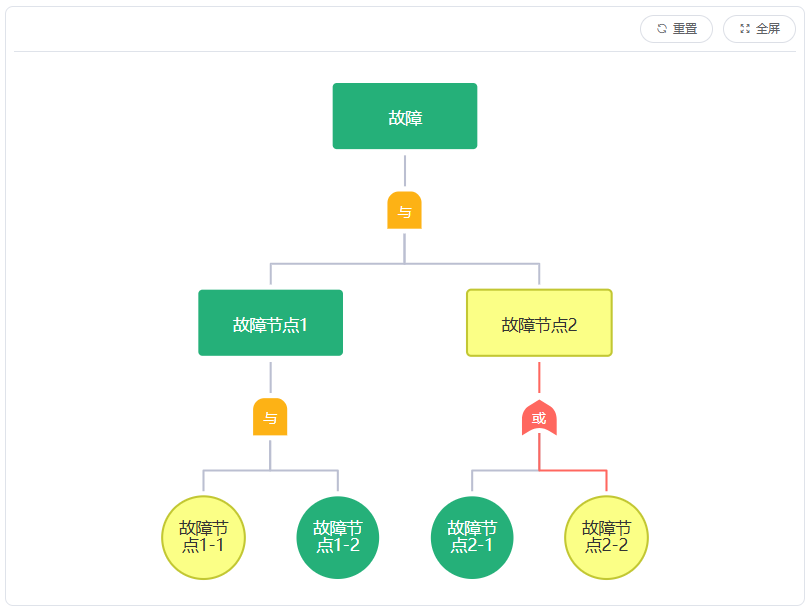 重置
全屏
故障
与
故障节点1
故障节点2
与
或
故障节
点1-1
故障节
点1-2
故障节
点2-1
故障节
点2-2